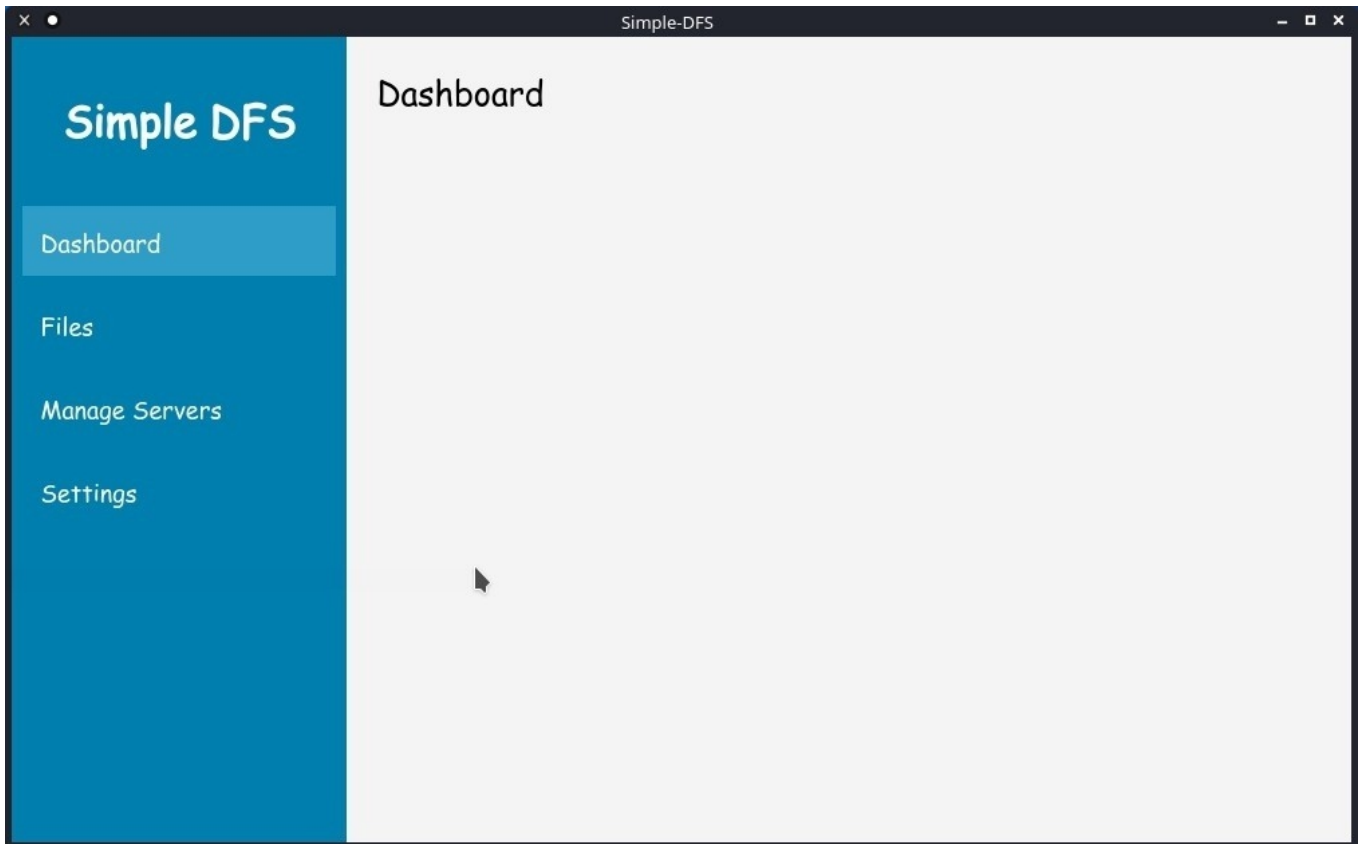 Simple-DFS
Simple DFS
Dashboard
Files
Manage Servers
Settings
Dashboard